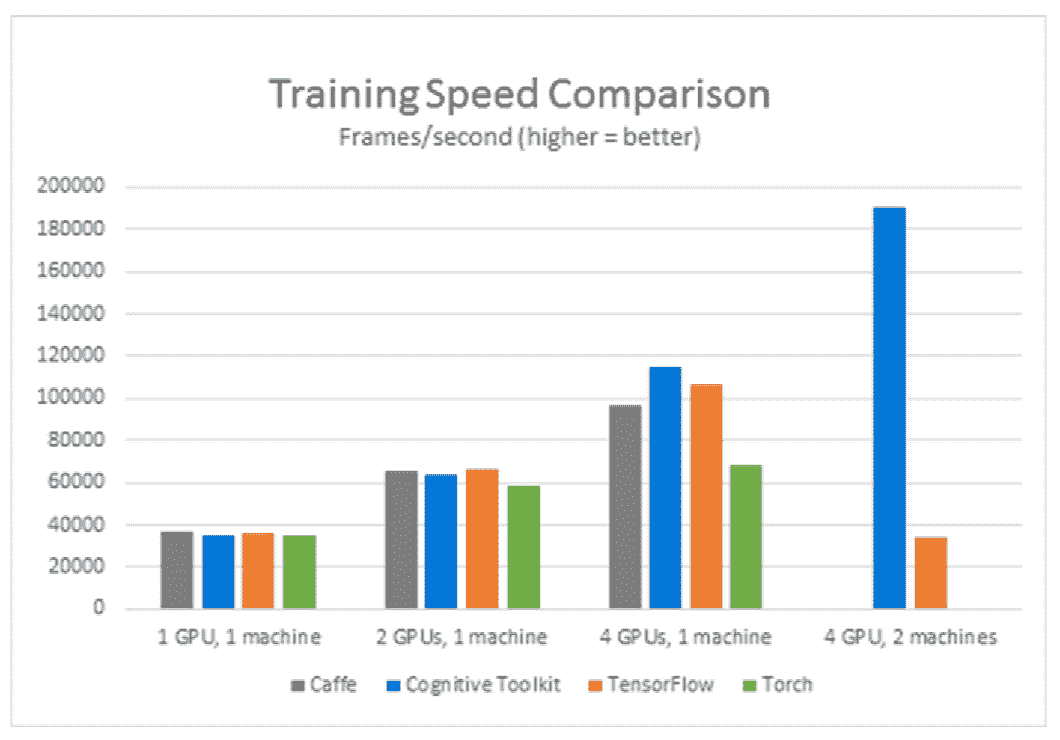 Training Speed Comparison
Frames/second (higher = better)
200000
180000
160000
140000
120000
100000
80000
60000
40000
20000
0
1 GPU, 1 machine
2 GPUs, 1 machine
4 GPUs, 1 machine
4 GPU, 2 machines
Caffe
Cognitive Toolkit
TensorFlow
Torch